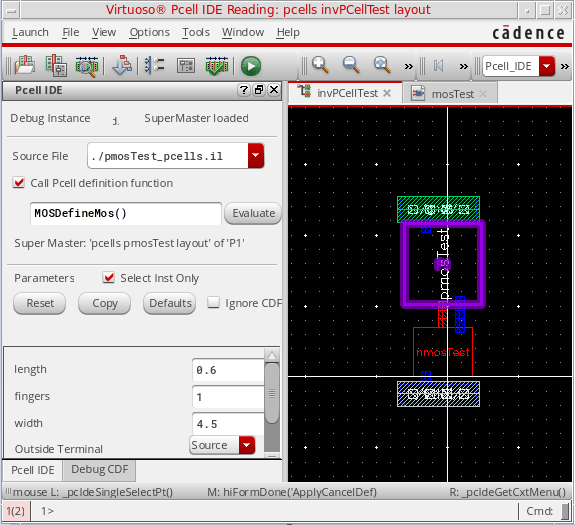 Virtuoso® Pcell IDE Reading: pcells invPCellTest layout
Launch File View Options Tools Window cādence
» » Pcell_IDE »
Pcell IDE
invPCellTest mosTest
Debug Instance SuperMaster loaded
Source File ./pmosTest_pcells.il
Call Pcell definition function
MOSDefineMos() Evaluate
Super Master: 'pcells pmosTest layout' of 'P1'
Parameters Select Inst Only
Reset Copy Defaults Ignore CDF
length 0.6
fingers 1
width 4.5
Outside Terminal Source
pmosTest
nmosTest
Pcell IDE Debug CDF
mouse L: _pcIdeSingleSelectPt() M: hiFormDone('ApplyCancelDef) R: _pcIdeGetCxtMenu()
1(2) 1> Cmd: